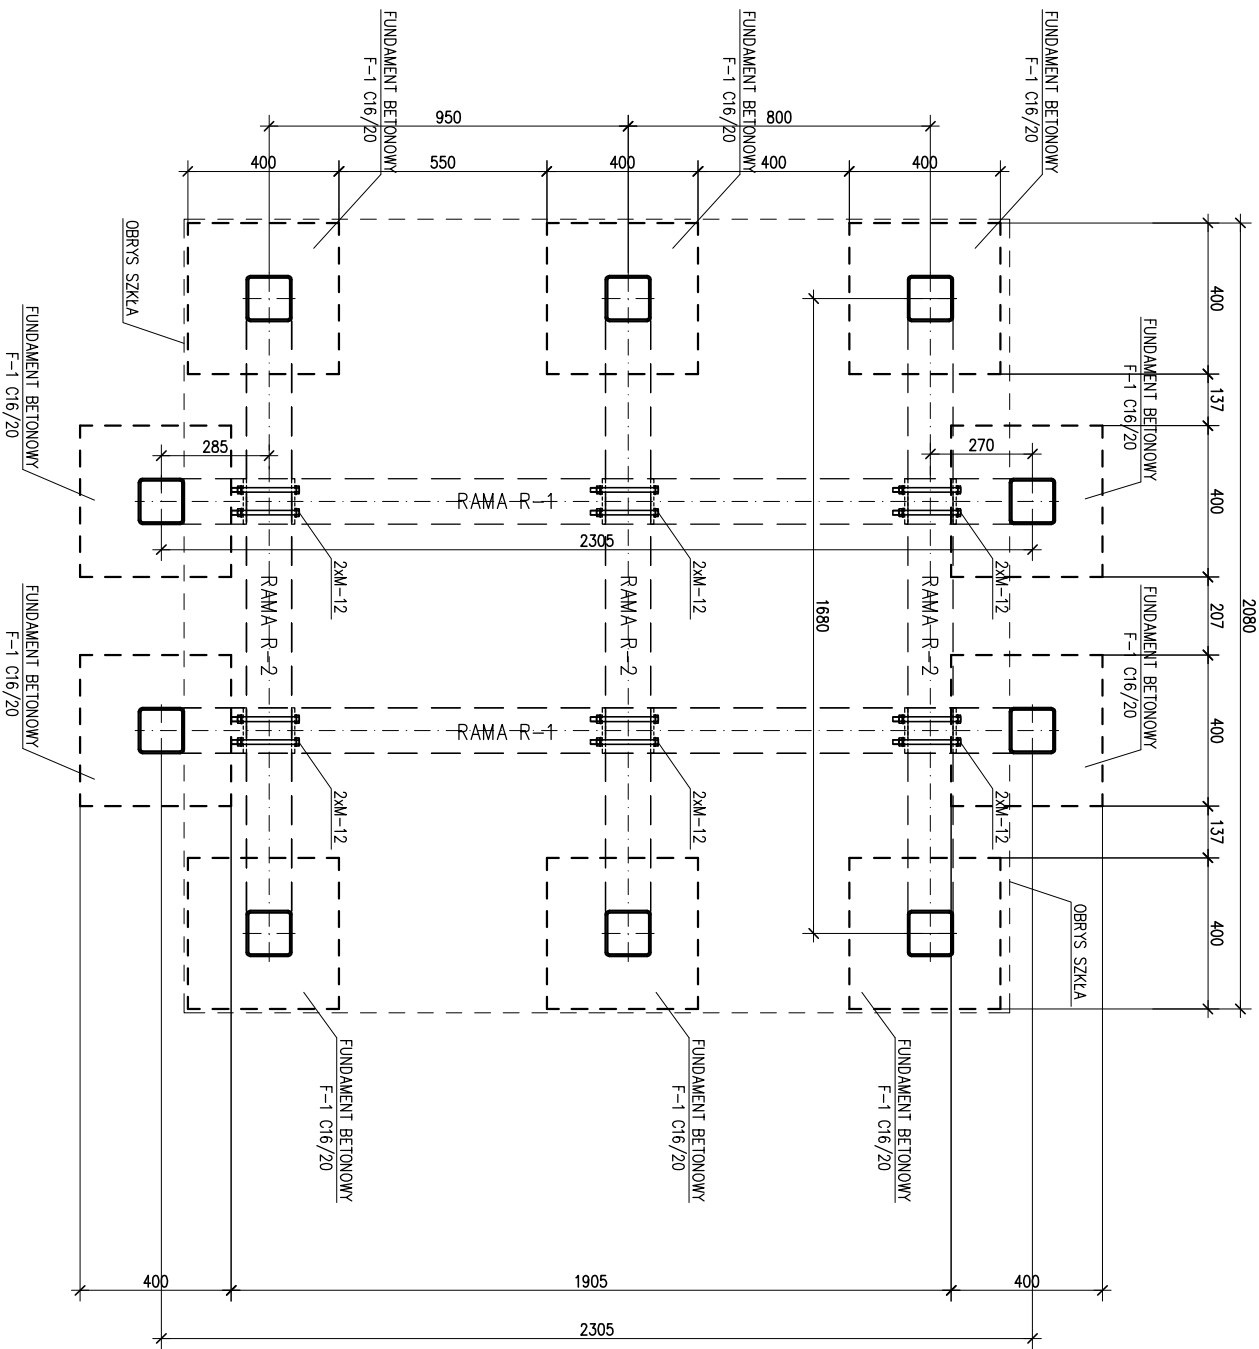 FUNDAMENT BETONOWY
F-1 C16/20
FUNDAMENT BETONOWY
F-1 C16/20
FUNDAMENT BETONOWY
F-1 C16/20
950
800
400
550
400
400
400
OBRYS SZKŁA
400
137
400
207
400
137
400
2080
FUNDAMENT BETONOWY
F-1 C16/20
FUNDAMENT BETONOWY
F-1 C16/20
285
270
RAMA R-1
2305
2xM-12
2xM-12
2xM-12
RAMA R-2
RAMA R-2
RAMA R-2
1680
FUNDAMENT BETONOWY
F-1 C16/20
FUNDAMENT BETONOWY
F-1 C16/20
RAMA R-1
2xM-12
2xM-12
2xM-12
OBRYS SZKŁA
FUNDAMENT BETONOWY
F-1 C16/20
FUNDAMENT BETONOWY
F-1 C16/20
FUNDAMENT BETONOWY
F-1 C16/20
400
1905
400
2305